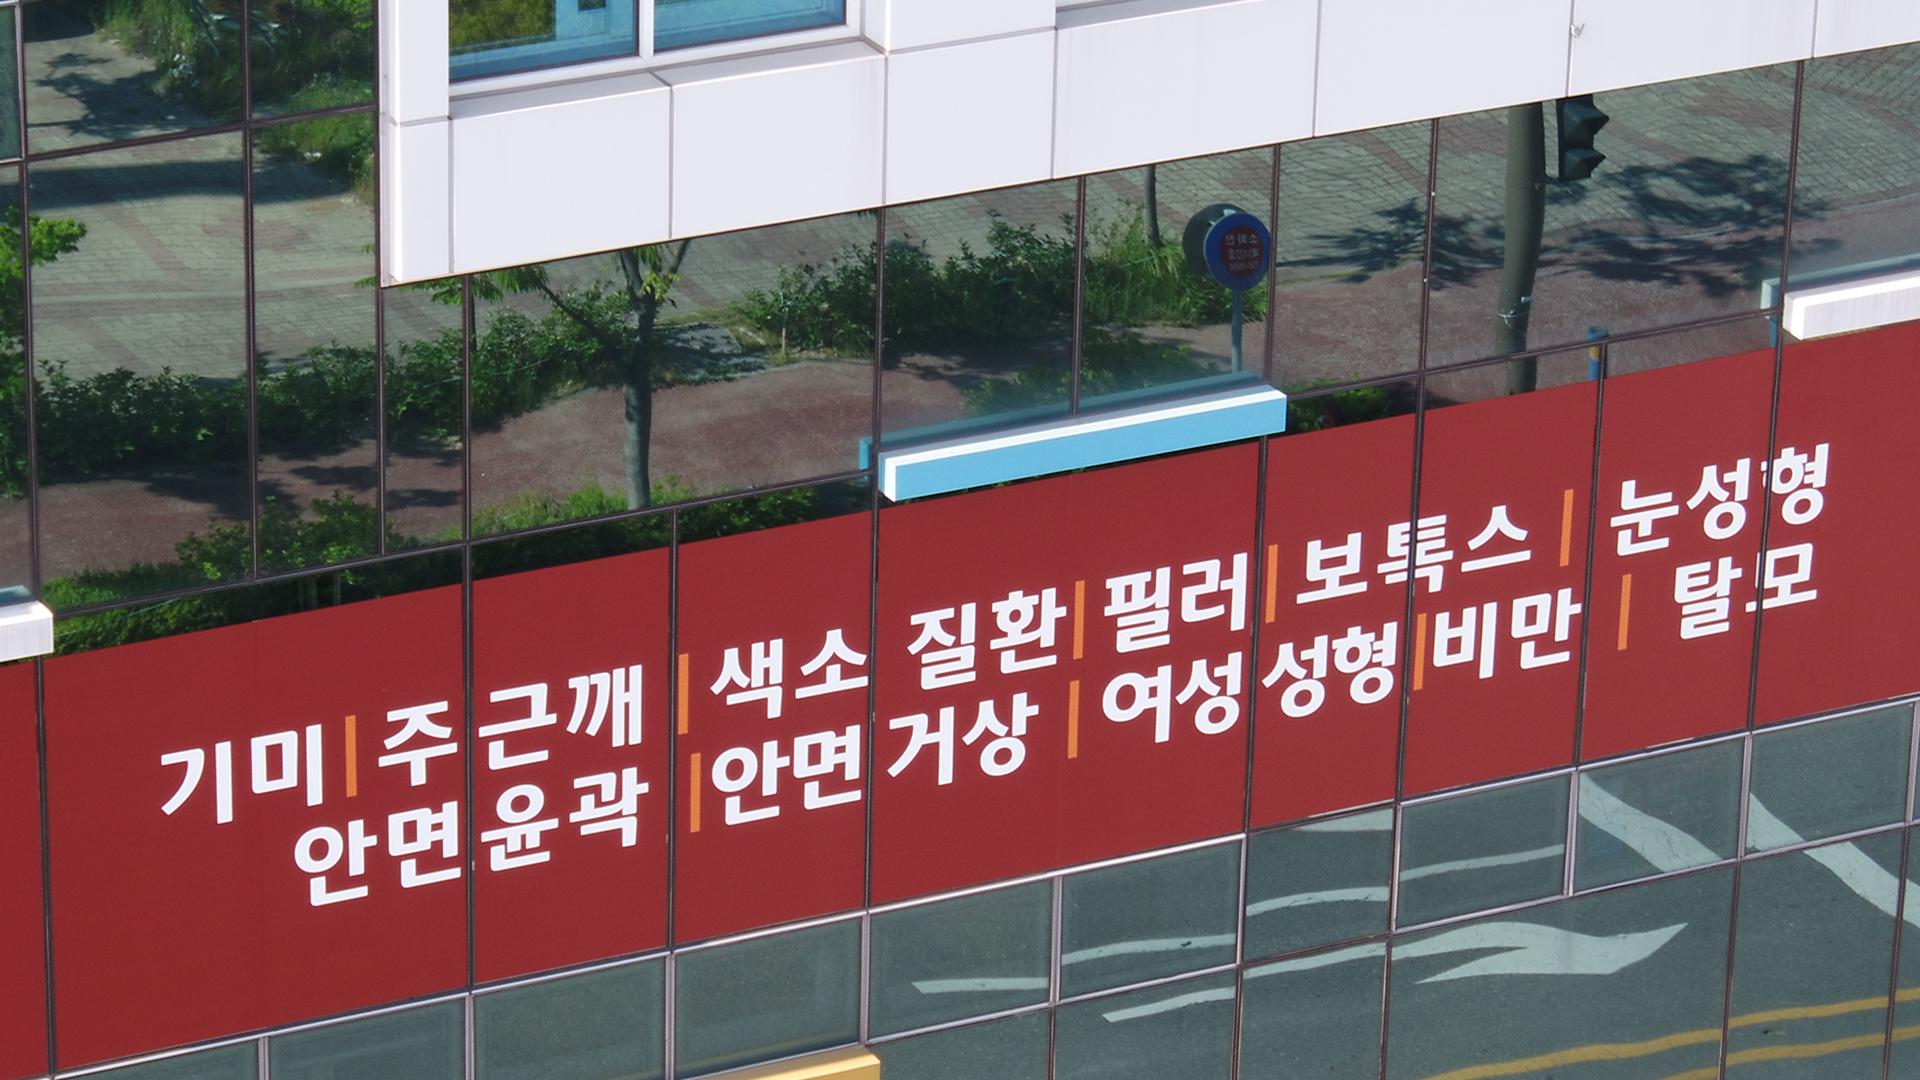 기미 | 주근깨 | 색소 질환 | 필러 | 보톡스 | 눈성형
안면윤곽 | 안면거상 | 여성성형 | 비만 | 탈모